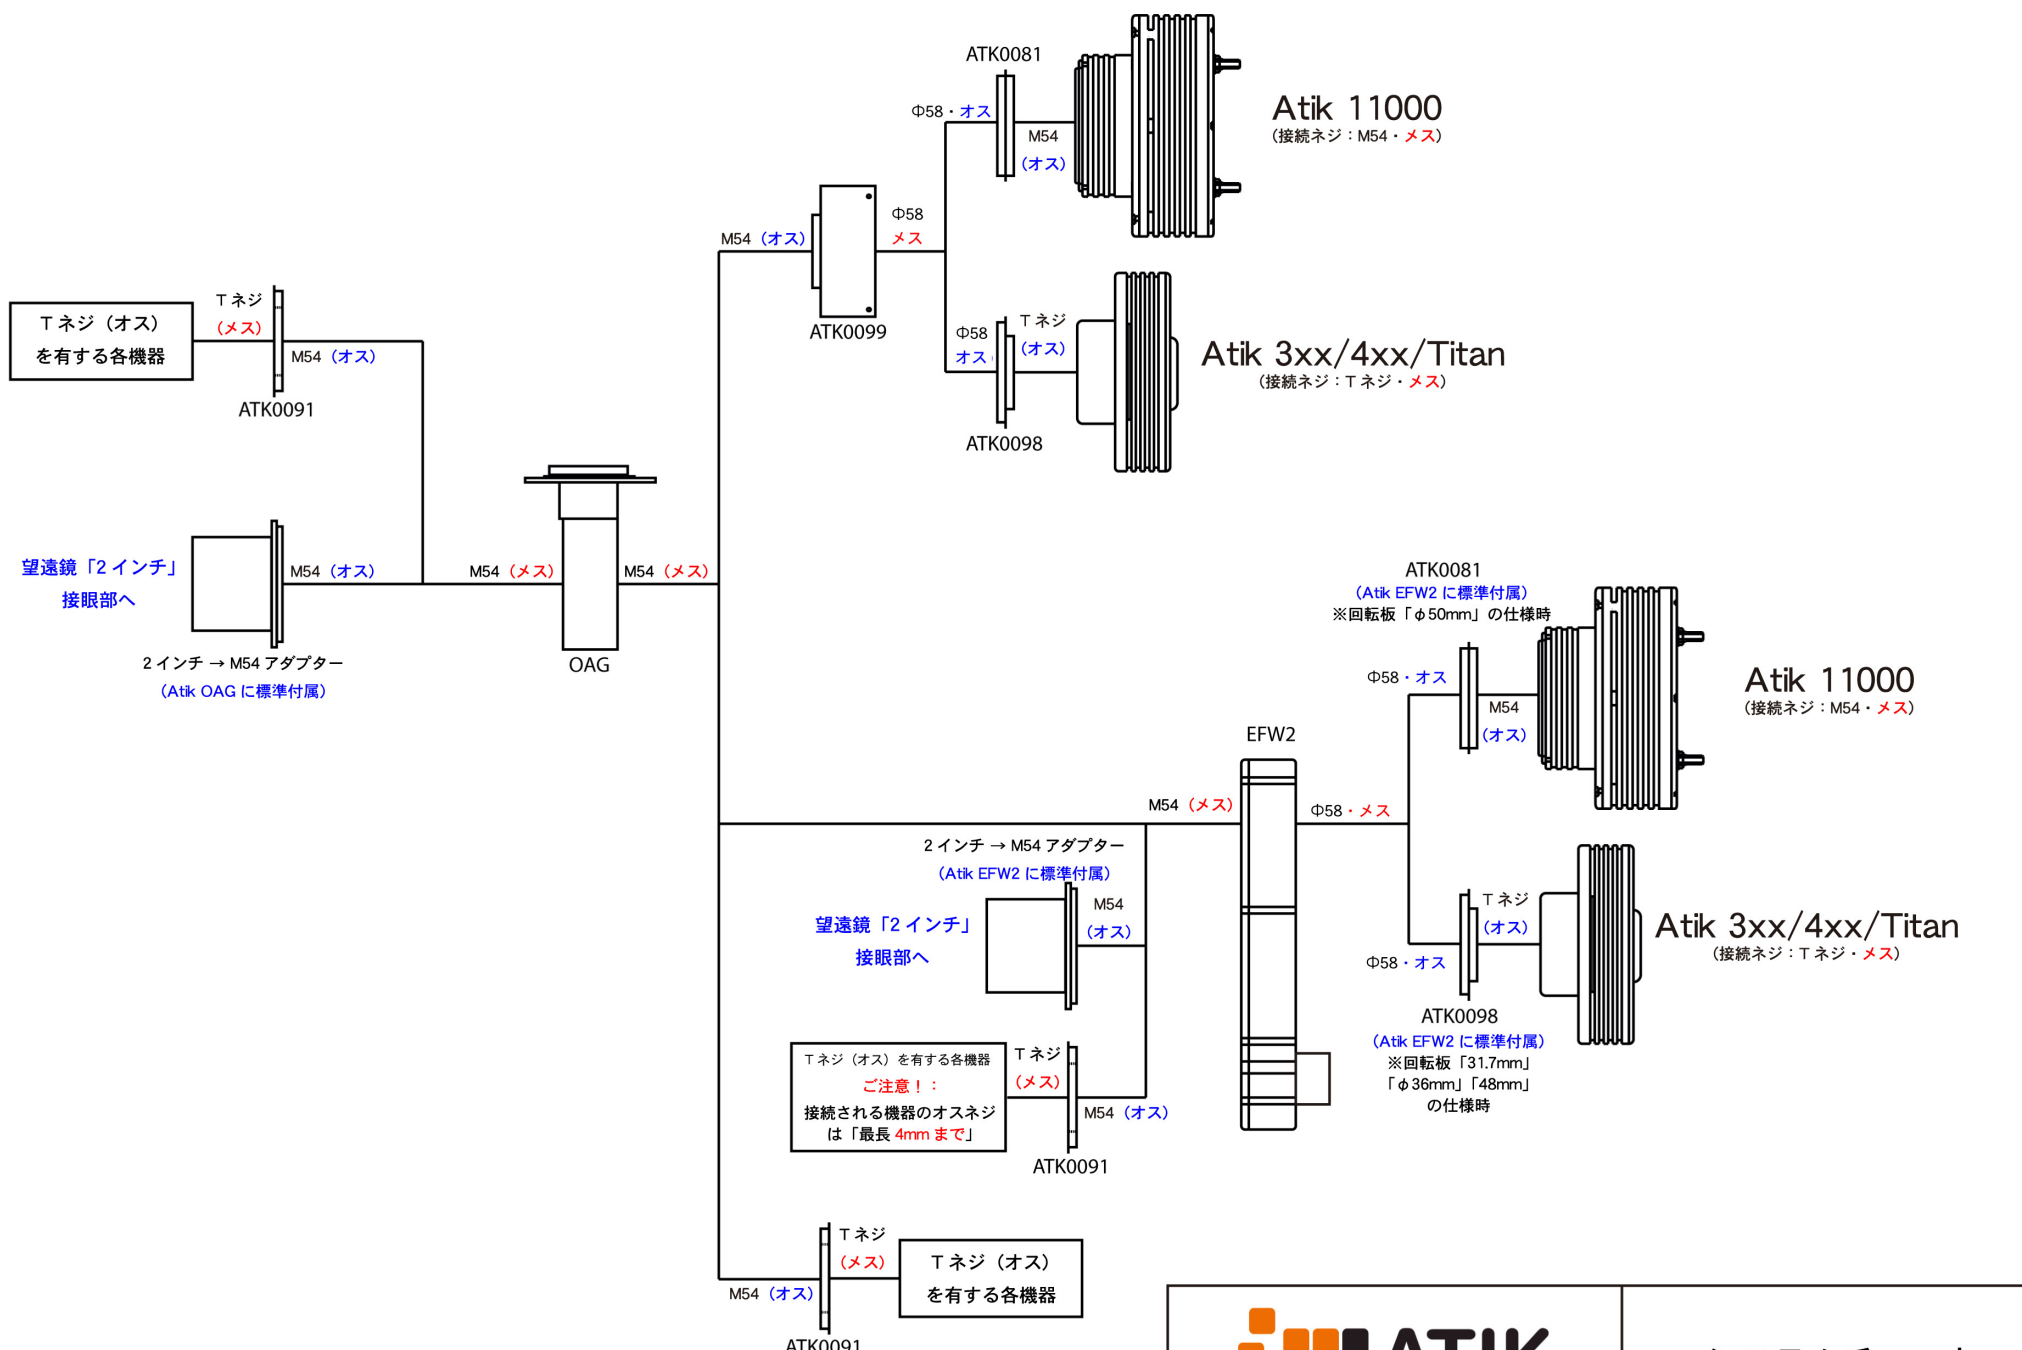 ATK0081
Φ58・オス
M54
(オス)
Atik 11000
(接続ネジ：M54・メス)
M54 (オス)
Φ58
メス
ATK0099
Φ58
オス
Tネジ
(オス)
ATK0098
Atik 3xx/4xx/Titan
(接続ネジ：Tネジ・メス)
Tネジ (オス)
を有する各機器
Tネジ
(メス)
M54 (オス)
ATK0091
望遠鏡「2インチ」
接眼部へ
M54 (オス)
2インチ → M54 アダプター
(Atik OAG に標準付属)
M54 (メス)
M54 (メス)
OAG
ATK0081
(Atik EFW2 に標準付属)
※回転板「φ50mm」の仕様時
Φ58・オス
M54
(オス)
Atik 11000
(接続ネジ：M54・メス)
EFW2
M54 (メス)
Φ58・メス
2インチ → M54 アダプター
(Atik EFW2 に標準付属)
M54
(オス)
望遠鏡「2インチ」
接眼部へ
Tネジ
(オス)
Φ58・オス
Atik 3xx/4xx/Titan
(接続ネジ：Tネジ・メス)
ATK0098
(Atik EFW2 に標準付属)
※回転板「31.7mm」
「φ36mm」「48mm」
の仕様時
Tネジ (オス) を有する各機器
ご注意！：
接続される機器のオスネジ
は「最長 4mm まで」
Tネジ
(メス)
M54 (オス)
ATK0091
M54 (オス)
Tネジ
(メス)
Tネジ (オス)
を有する各機器
ATK0091
ATIK